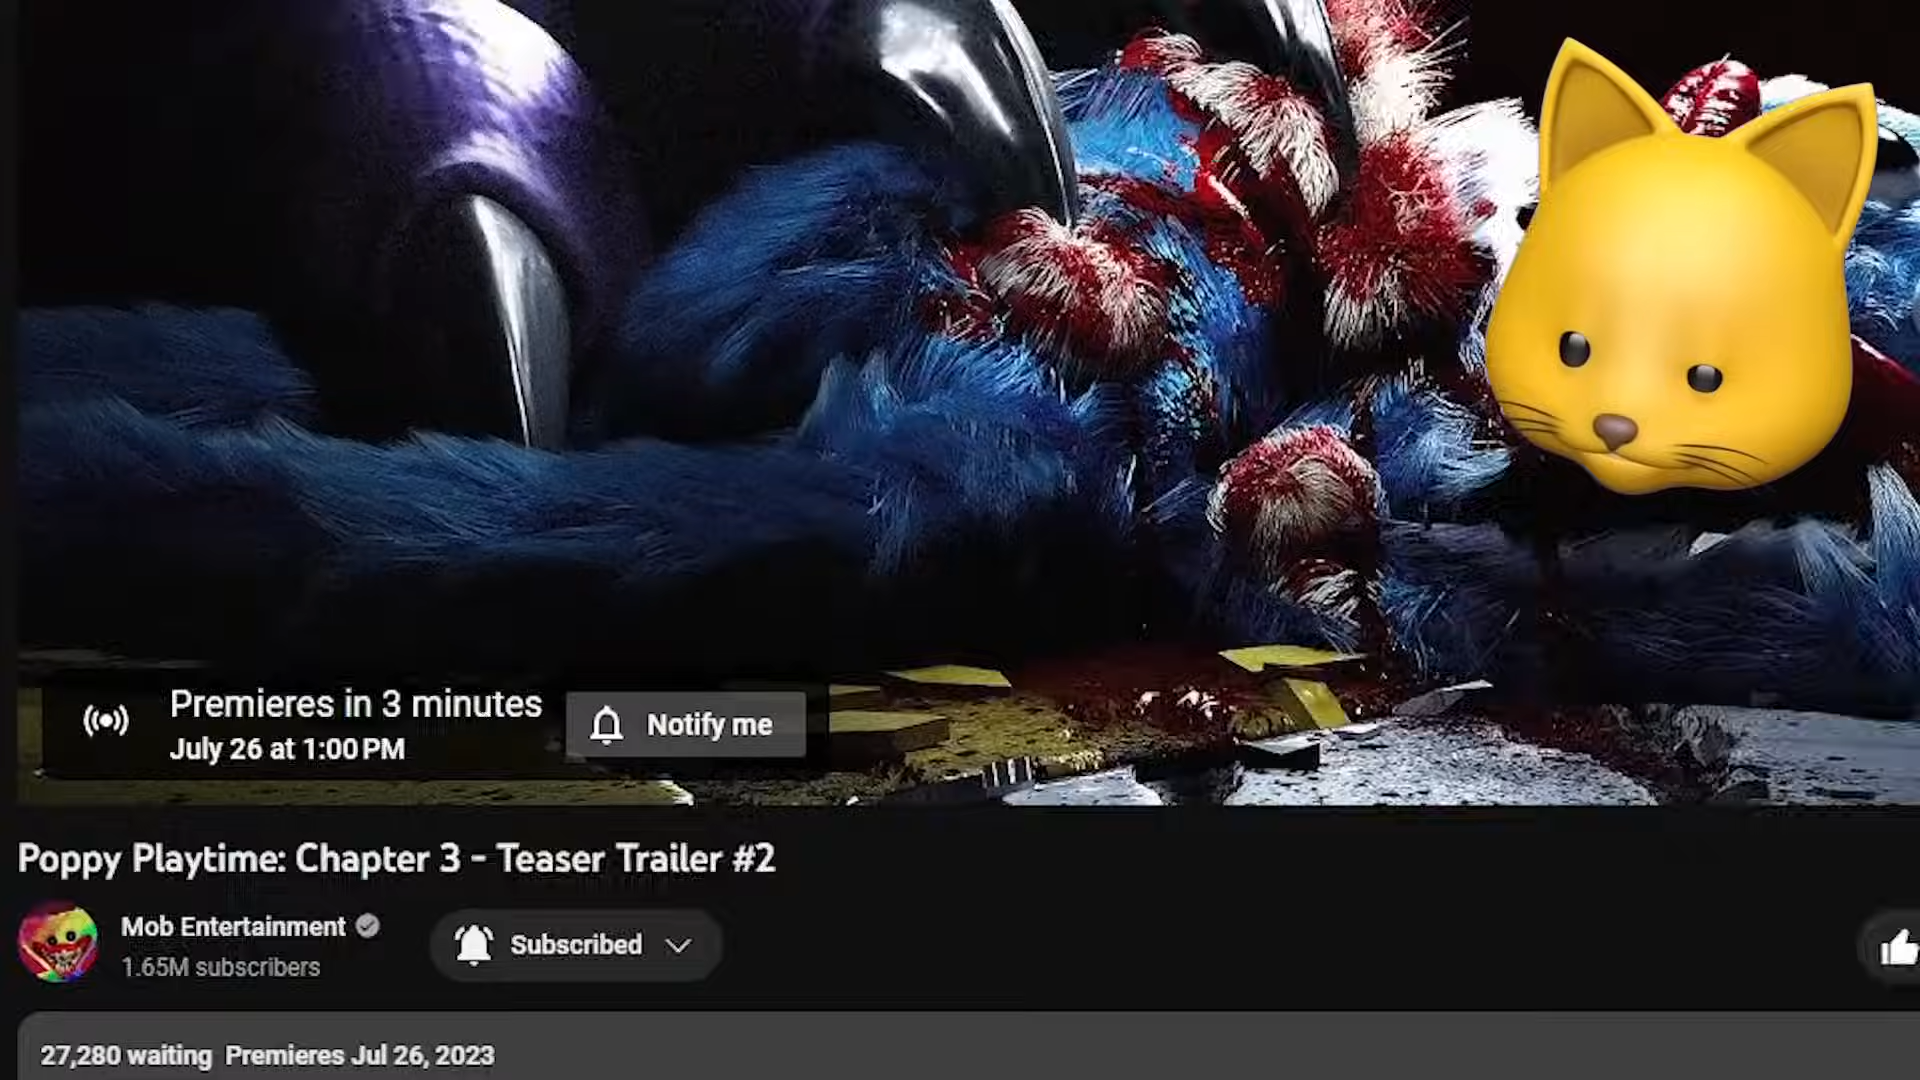 Premieres in 3 minutes
July 26 at 1:00 PM
Notify me
Poppy Playtime: Chapter 3 - Teaser Trailer #2
Mob Entertainment
1.65M subscribers
Subscribed
27,280 waiting Premieres Jul 26, 2023